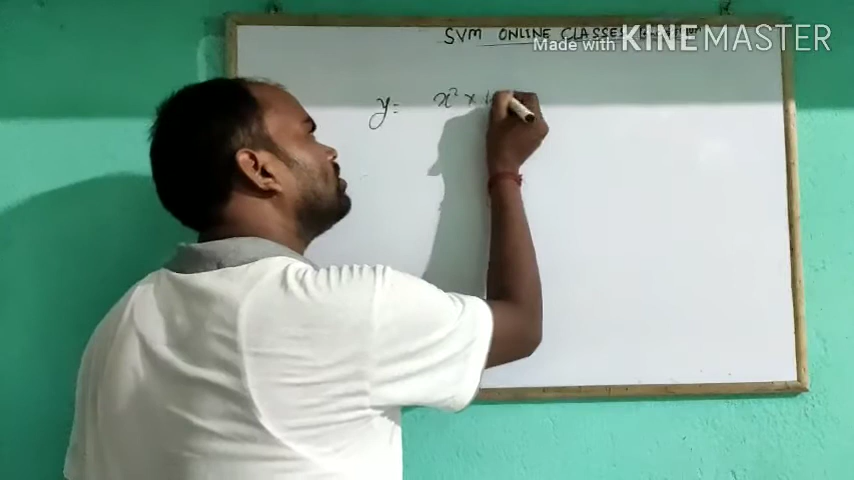 SVM ONLINE CLASSES
Made with KINEMASTER
y = x² ×